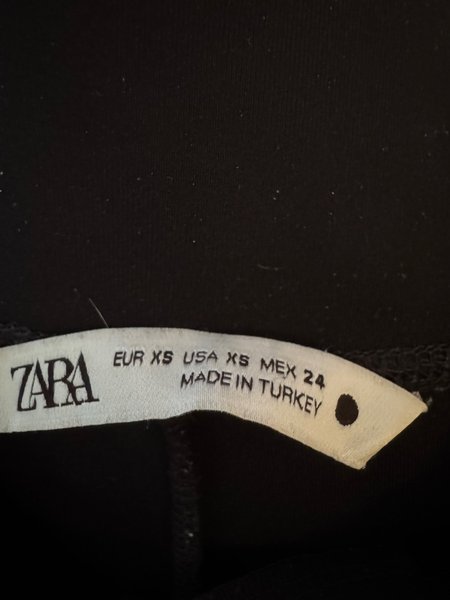 ZARA
EUR XS USA XS MEX 24
MADE IN TURKEY